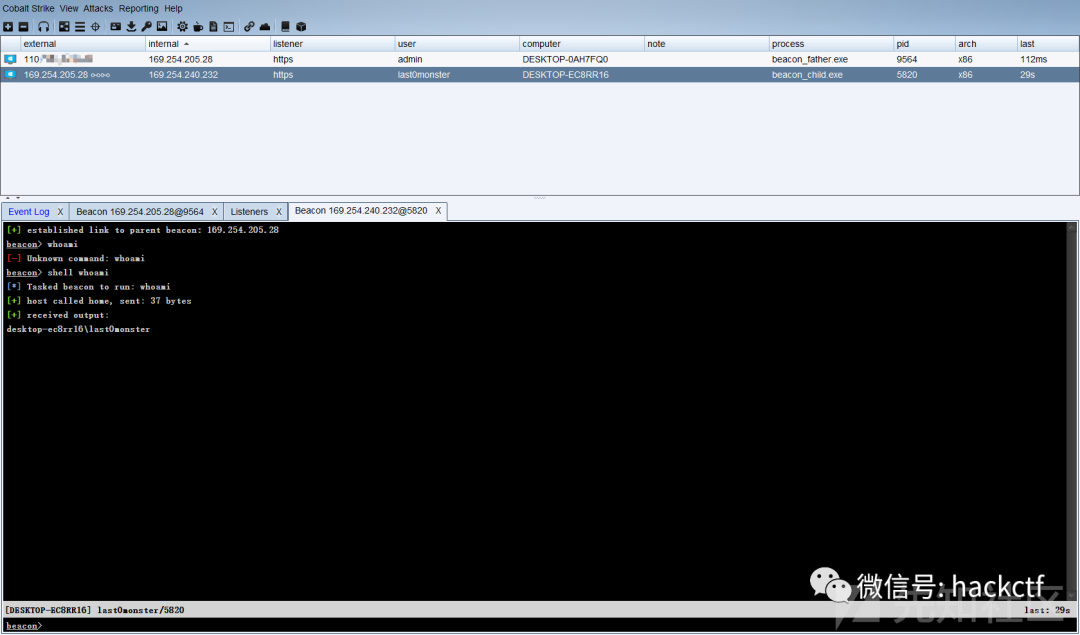 Cobalt Strike View Attacks Reporting Help
external internal listener user computer note process pid arch last
110. 169.254.205.28 https admin DESKTOP-0AH7FQ0 beacon_father.exe 9564 x86 112ms
169.254.205.28 169.254.240.232 https last0monster DESKTOP-EC8RR16 beacon_child.exe 5820 x86 29s
Event Log X Beacon 169.254.205.28@9564 X Listeners X Beacon 169.254.240.232@5820 X
[+] established link to parent beacon: 169.254.205.28
beacon> whoami
[-] Unknown command: whoami
beacon> shell whoami
[*] Tasked beacon to run: whoami
[+] host called home, sent: 37 bytes
[+] received output:
desktop-ec8rr16\last0monster
微信号: hackctf
先知社区
[DESKTOP-EC8RR16] last0monster/5820 last: 29s
beacon>